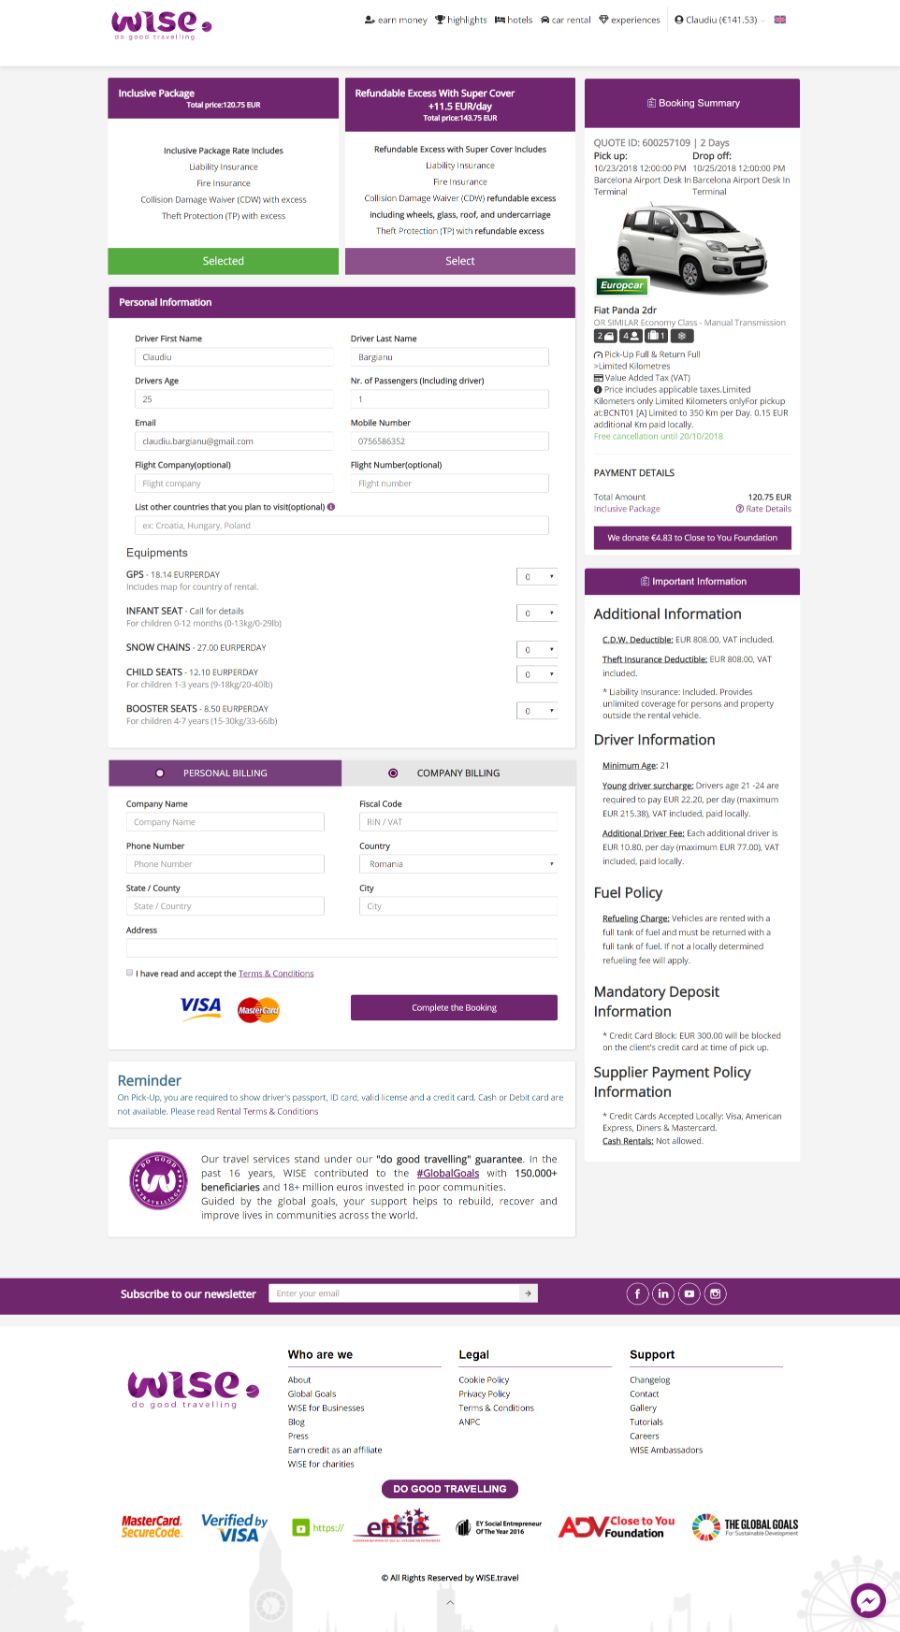 WISE.
do good travelling
earn money highlights hotels car rental experiences Claudiu (€141.53)
Inclusive Package
Total price:120.75 EUR
Inclusive Package Rate Includes
Liability Insurance
Fire Insurance
Collision Damage Waiver (CDW) with excess
Theft Protection (TP) with excess
Selected
Refundable Excess With Super Cover
+11.5 EUR/day
Total price:143.75 EUR
Refundable Excess with Super Cover Includes
Liability Insurance
Fire Insurance
Collision Damage Waiver (CDW) refundable excess
including wheels, glass, roof, and undercarriage
Theft Protection (TP) with refundable excess
Select
Personal Information
Driver First Name Driver Last Name
Claudiu Bargianu
Drivers Age Nr. of Passengers (Including driver)
25 1
Email Mobile Number
claudiu.bargianu@gmail.com 0756586352
Flight Company(optional) Flight Number(optional)
Flight company Flight number
List other countries that you plan to visit(optional)
ex: Croatia, Hungary, Poland
Equipments
GPS - 18.14 EURPERDAY 0
Includes map for country of rental.
INFANT SEAT - Call for details 0
For children 0-12 months (0-13kg/0-29lb)
SNOW CHAINS - 27.00 EURPERDAY 0
CHILD SEATS - 12.10 EURPERDAY 0
For children 1-3 years (9-18kg/20-40lb)
BOOSTER SEATS - 8.50 EURPERDAY 0
For children 4-7 years (15-30kg/33-66lb)
PERSONAL BILLING COMPANY BILLING
Company Name Fiscal Code
Company Name RIN / VAT
Phone Number Country
Phone Number Romania
State / County City
State / Country City
Address
I have read and accept the Terms & Conditions
VISA MasterCard Complete the Booking
Reminder
On Pick-Up, you are required to show driver's passport, ID card, valid license and a credit card. Cash or Debit card are
not available. Please read Rental Terms & Conditions
DO GOOD
TRAVELLING
Our travel services stand under our "do good travelling" guarantee. In the
past 16 years, WISE contributed to the #GlobalGoals with 150.000+
beneficiaries and 18+ million euros invested in poor communities.
Guided by the global goals, your support helps to rebuild, recover and
improve lives in communities across the world.
Booking Summary
QUOTE ID: 600257109 | 2 Days
Pick up: Drop off:
10/23/2018 12:00:00 PM 10/25/2018 12:00:00 PM
Barcelona Airport Desk In Barcelona Airport Desk In
Terminal Terminal
Europcar
Fiat Panda 2dr
OR SIMILAR Economy Class - Manual Transmission
2 4 1
Pick-Up Full & Return Full
>Limited Kilometres
Value Added Tax (VAT)
Price includes applicable taxes.Limited
Kilometers only Limited Kilometers onlyFor pickup
at:BCNT01 [A] Limited to 350 Km per Day. 0.15 EUR
additional Km paid locally.
Free cancellation until 20/10/2018
PAYMENT DETAILS
Total Amount 120.75 EUR
Inclusive Package Rate Details
We donate €4.83 to Close to You Foundation
Important Information
Additional Information
C.D.W. Deductible: EUR 808.00, VAT included.
Theft Insurance Deductible: EUR 808.00, VAT
included.
* Liability Insurance: Included. Provides
unlimited coverage for persons and property
outside the rental vehicle.
Driver Information
Minimum Age: 21
Young driver surcharge: Drivers age 21 -24 are
required to pay EUR 22.20, per day (maximum
EUR 215.38), VAT included, paid locally.
Additional Driver Fee: Each additional driver is
EUR 10.80, per day (maximum EUR 77.00), VAT
included, paid locally.
Fuel Policy
Refueling Charge: Vehicles are rented with a
full tank of fuel and must be returned with a
full tank of fuel. If not a locally determined
refueling fee will apply.
Mandatory Deposit
Information
* Credit Card Block: EUR 300.00 will be blocked
on the client's credit card at time of pick up.
Supplier Payment Policy
Information
* Credit Cards Accepted Locally: Visa, American
Express, Diners & Mastercard.
Cash Rentals: Not allowed.
Subscribe to our newsletter Enter your email
WISE.
do good travelling
Who are we
About
Global Goals
WISE for Businesses
Blog
Press
Earn credit as an affiliate
WISE for charities
Legal
Cookie Policy
Privacy Policy
Terms & Conditions
ANPC
Support
Changelog
Contact
Gallery
Tutorials
Careers
WISE Ambassadors
DO GOOD TRAVELLING
MasterCard.
SecureCode.
Verified by
VISA
https://
ensie
EY Social Entrepreneur
Of The Year 2016
ADV Close to You
Foundation
THE GLOBAL GOALS
For Sustainable Development
© All Rights Reserved by WISE.travel